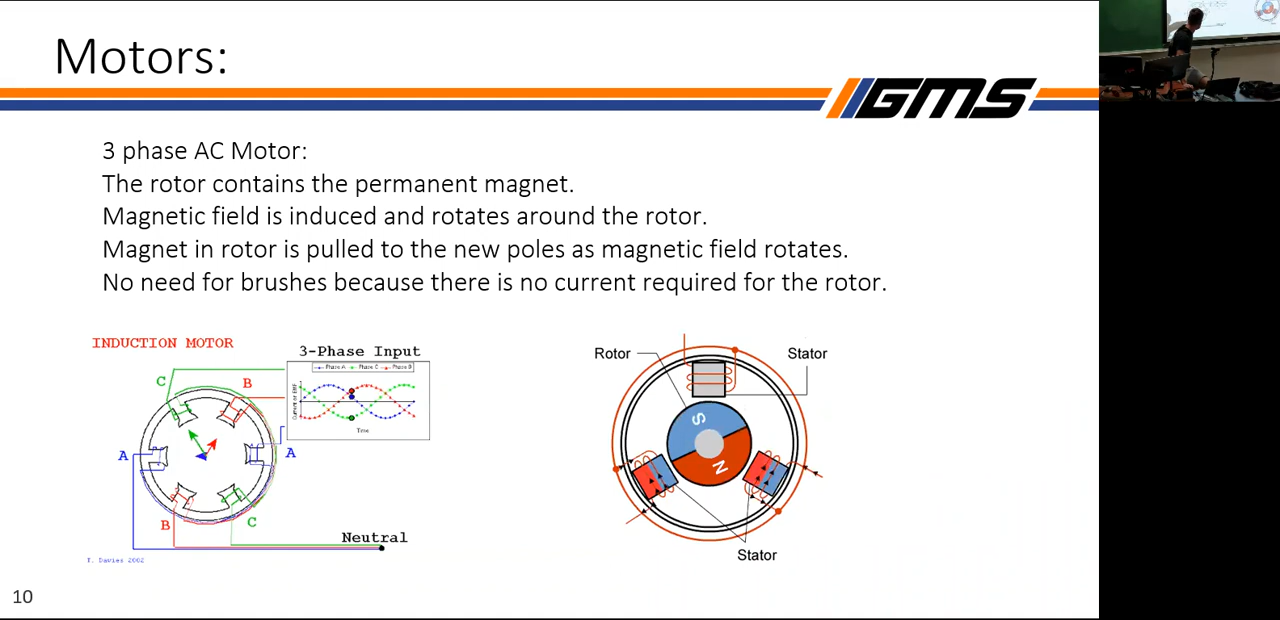 Motors:
GMS
3 phase AC Motor:
The rotor contains the permanent magnet.
Magnetic field is induced and rotates around the rotor.
Magnet in rotor is pulled to the new poles as magnetic field rotates.
No need for brushes because there is no current required for the rotor.
INDUCTION MOTOR
3-Phase Input
Phase A Phase C Phase B
Time
C
B
A
A
B
C
Neutral
T. Davies 2002
Rotor
Stator
S
N
Stator
10